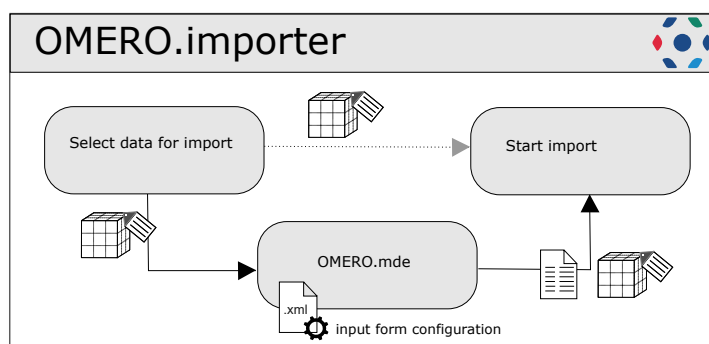 OMERO.importer
Select data for import
Start import
OMERO.mde
.xml
input form configuration